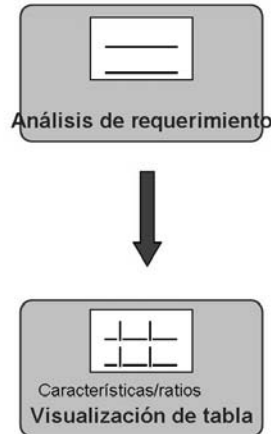 Análisis de requerimiento
Características/ratios
Visualización de tabla